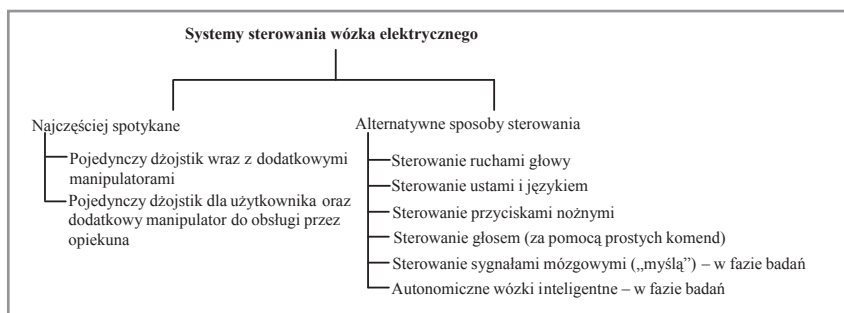 Systemy sterowania wózka elektrycznego
Najczęściej spotykane
Pojedynczy dżojstik wraz z dodatkowymi
manipulatorami
Pojedynczy dżojstik dla użytkownika oraz
dodatkowy manipulator do obsługi przez
opiekuna
Alternatywne sposoby sterowania
Sterowanie ruchami głowy
Sterowanie ustami i językiem
Sterowanie przyciskami nożnymi
Sterowanie głosem (za pomocą prostych komend)
Sterowanie sygnałami mózgowymi („myślą”) – w fazie badań
Autonomiczne wózki inteligentne – w fazie badań